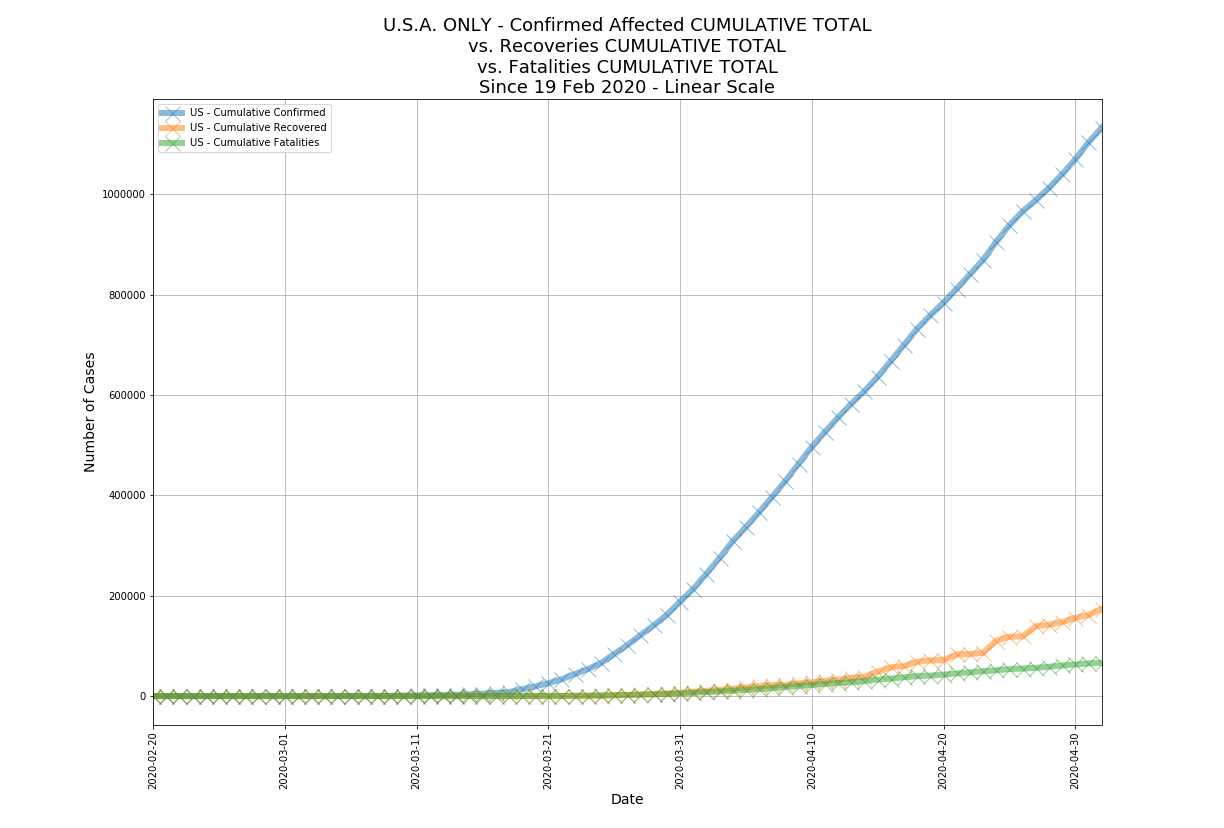 U.S.A. ONLY - Confirmed Affected CUMULATIVE TOTAL
vs. Recoveries CUMULATIVE TOTAL
vs. Fatalities CUMULATIVE TOTAL
Since 19 Feb 2020 - Linear Scale
US - Cumulative Confirmed
US - Cumulative Recovered
US - Cumulative Fatalities
Number of Cases
1000000
800000
600000
400000
200000
0
2020-02-20
2020-03-01
2020-03-11
2020-03-21
2020-03-31
2020-04-10
2020-04-20
2020-04-30
Date